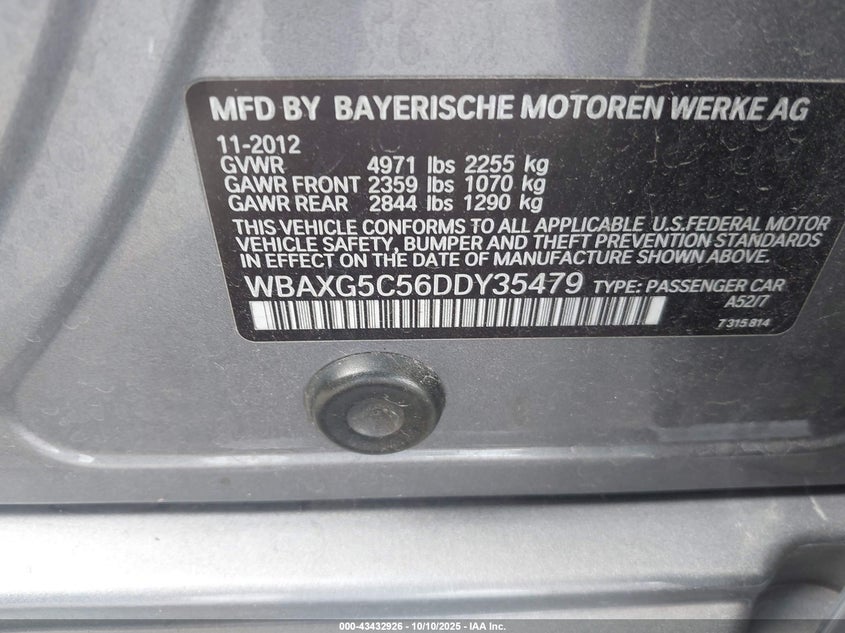 MFD BY BAYERISCHE MOTOREN WERKE AG
11-2012
GVWR 4971 lbs 2255 kg
GAWR FRONT 2359 lbs 1070 kg
GAWR REAR 2844 lbs 1290 kg
THIS VEHICLE CONFORMS TO ALL APPLICABLE U.S.FEDERAL MOTOR
VEHICLE SAFETY, BUMPER AND THEFT PREVENTION STANDARDS
IN EFFECT ON THE DATE OF MANUFACTURE SHOWN ABOVE.
WBAXG5C56DDY35479 TYPE: PASSENGER CAR
A52/7
7 315 814
000-43432926 - 10/10/2025 - IAA Inc.